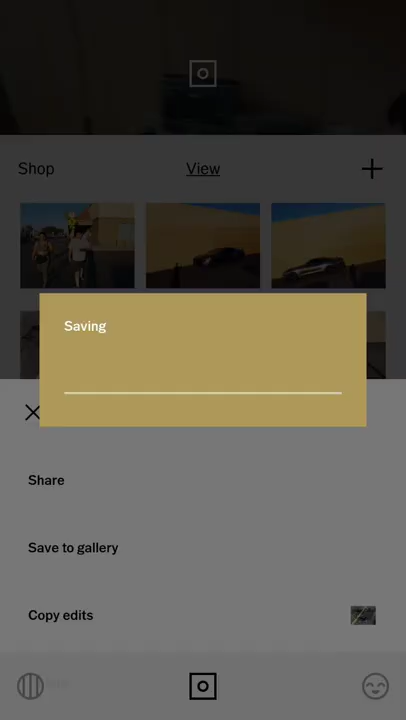 Shop
View
Saving
Share
Save to gallery
Copy edits